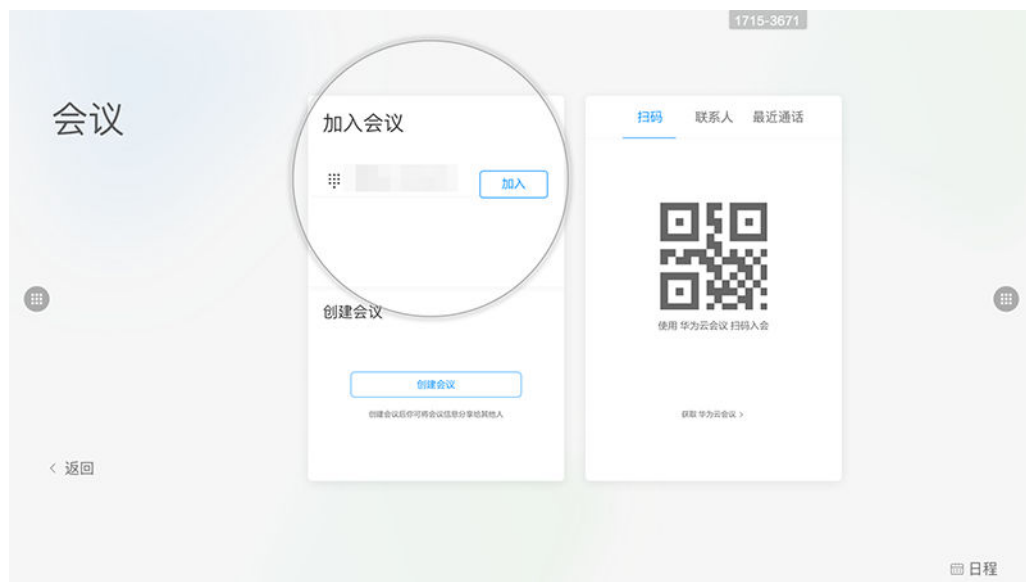 1715-3671
会议
加入会议
加入
创建会议
创建会议
创建会议后你可将会议信息分享给其他人
扫码 联系人 最近通话
使用 华为云会议 扫码入会
获取 华为云会议 >
< 返回
日程